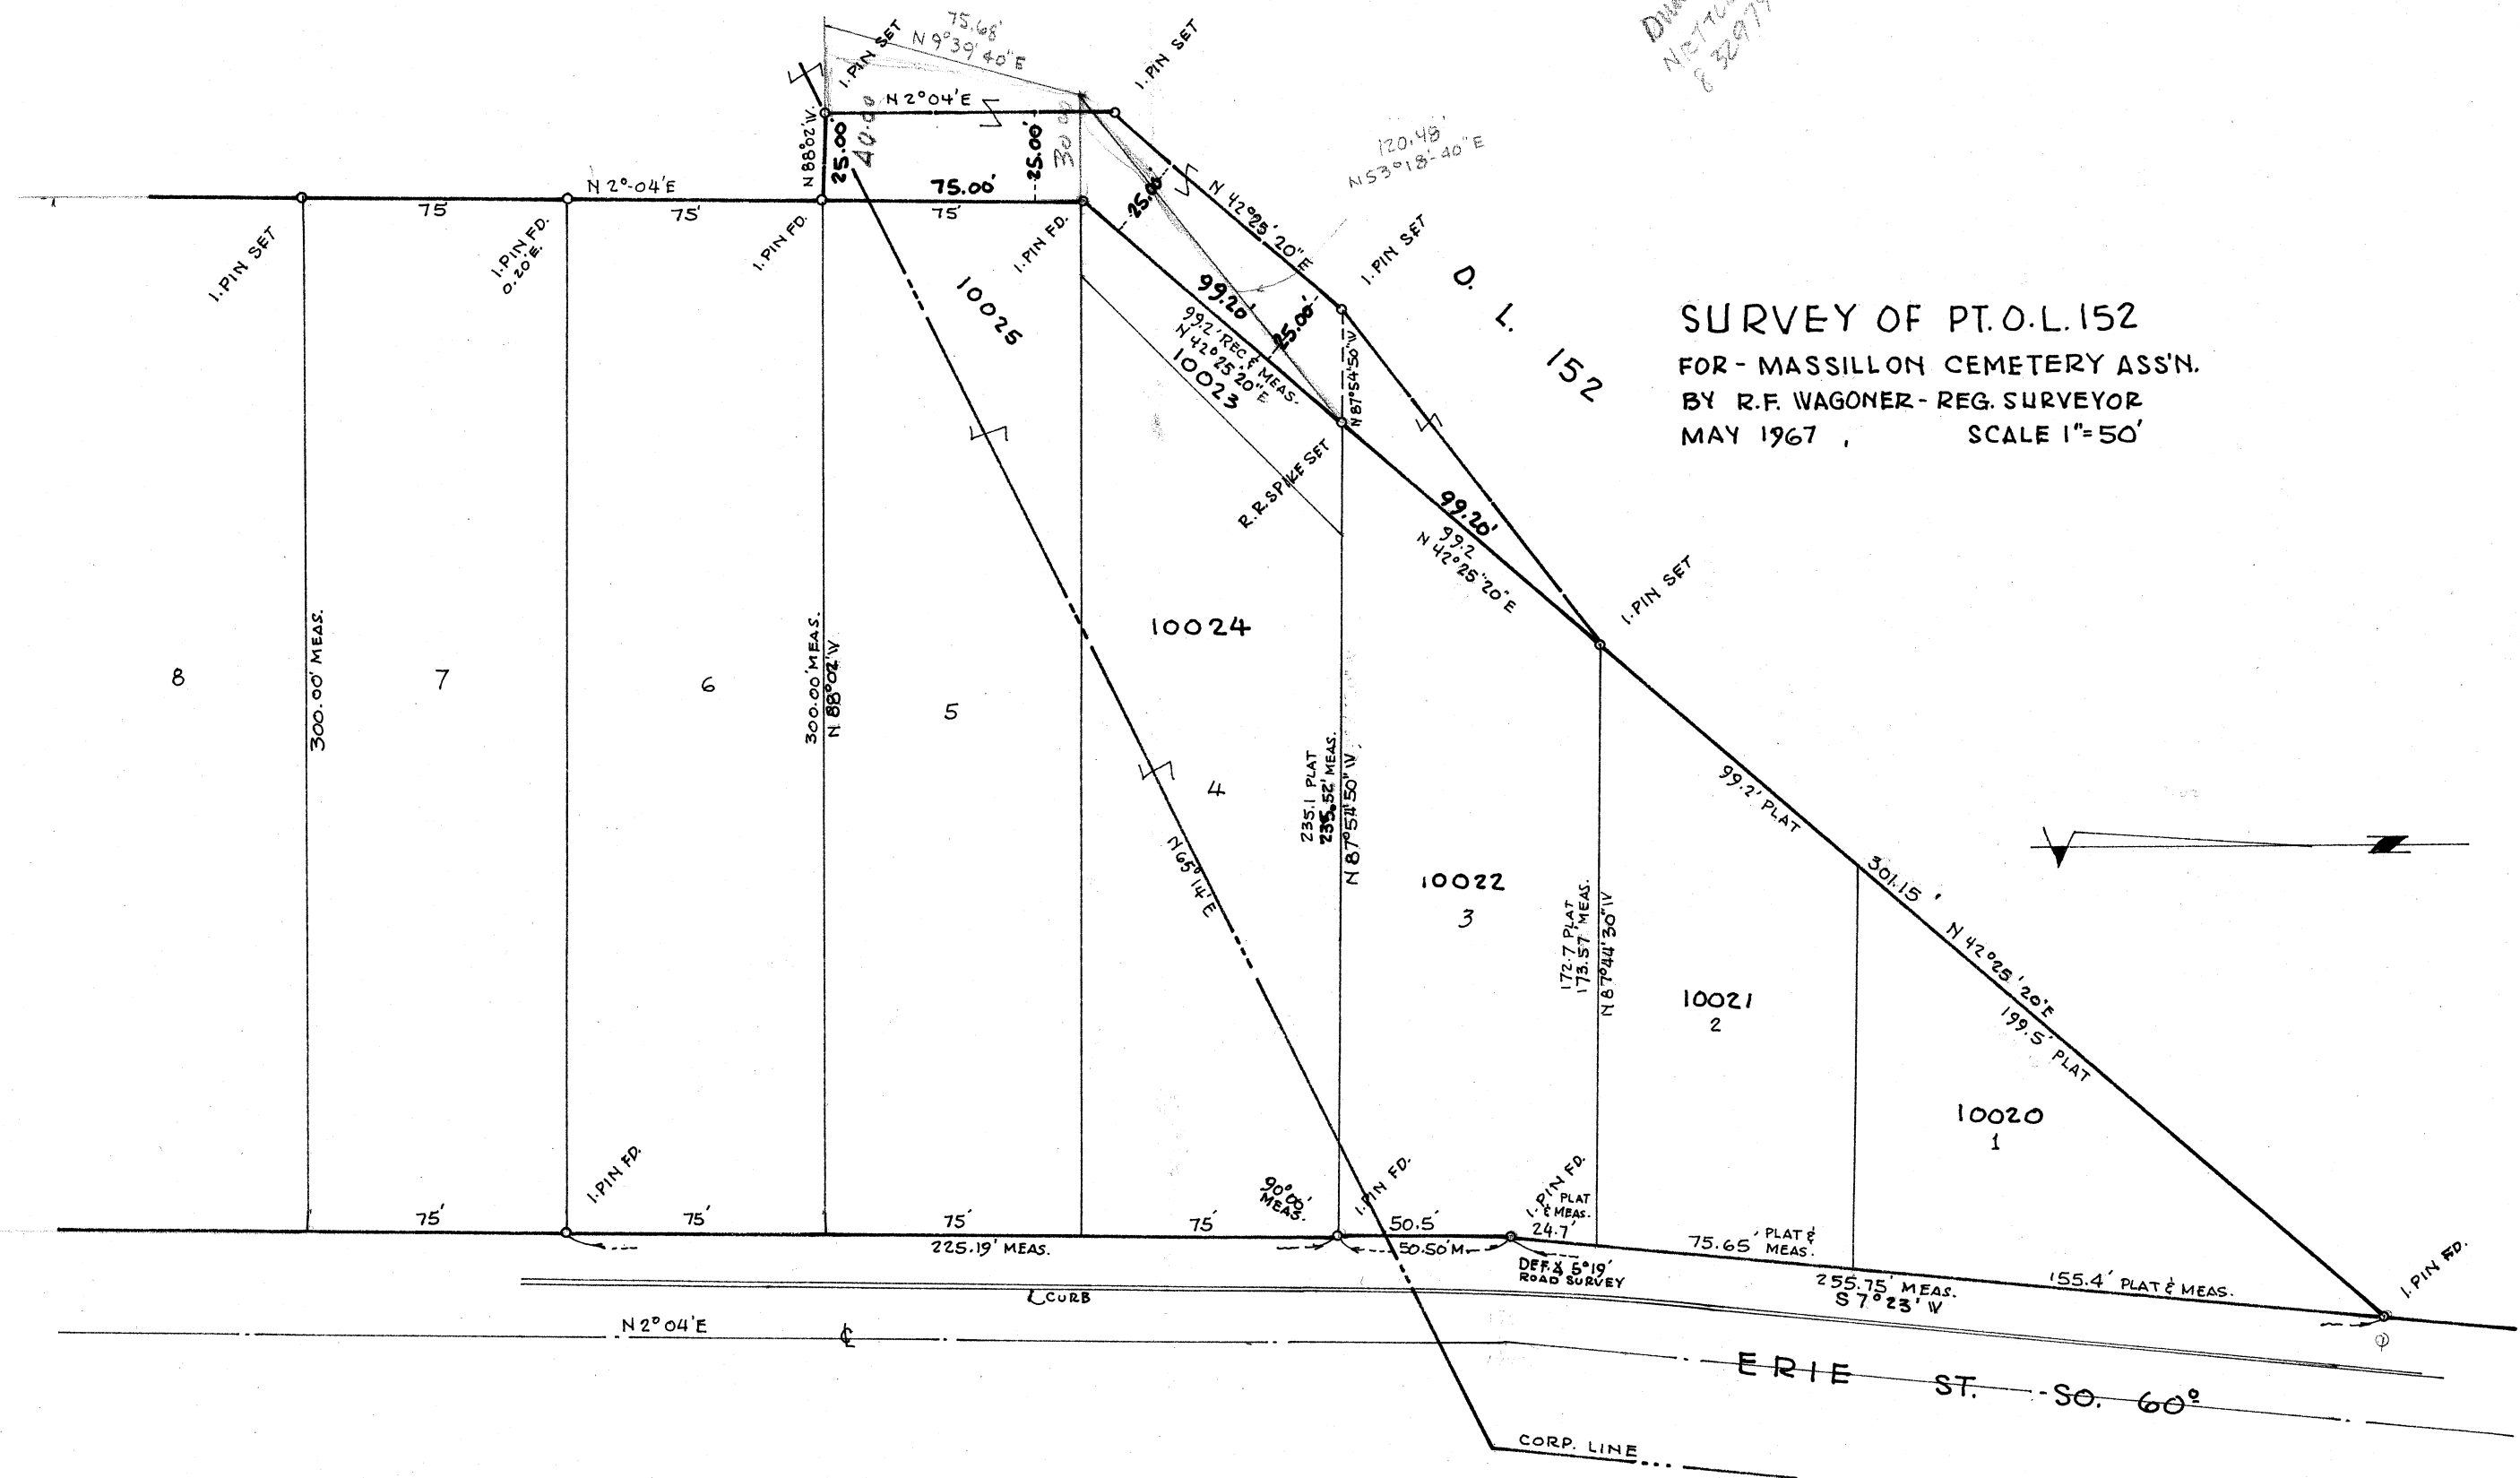 75.68'
N 9°39'40"E
I. PIN SET
I. PIN SET
N 2°04'E
N 88°02'W.
25.00'
40.00
25.00'
30.00
120.48'
N 53°18'-40"E
N 2°-04'E
75.00'
25.00'
N 42°25'20"E
75'
75'
75'
I. PIN SET
I. PIN FD.
0.20'E.
I. PIN FD.
I. PIN FD.
I. PIN SET
O. L. 152
SURVEY OF PT. O.L. 152
FOR - MASSILLON CEMETERY ASS'N.
BY R.F. WAGONER - REG. SURVEYOR
MAY 1967, SCALE 1"=50'
10025
99.20'
99.2' REC & MEAS.
N 42°25'20"E
10023
25.00'
N 87°54'50"W
R.R. SPIKE SET
99.20'
99.2
N 42°25'20"E
I. PIN SET
300.00' MEAS.
300.00' MEAS.
N 88°02'W
10024
8
7
6
5
4
235.1 PLAT
235.52' MEAS.
N 87°54'50"W
N 65°14'E
10022
3
172.7 PLAT
173.57' MEAS.
N 87°44'30"W
99.2' PLAT
301.15'
N 42°25'20"E
199.5' PLAT
10021
2
10020
1
I. PIN FD.
90°00'
MEAS.
I. PIN FD.
I. PIN FD.
PLAT
& MEAS.
24.7'
75'
75'
75'
75'
50.5'
225.19' MEAS.
50.50' M
75.65' PLAT &
MEAS.
DEF. ∡ 5°19'
ROAD SURVEY
255.75' MEAS.
S 7°23' W
155.4' PLAT & MEAS.
I. PIN FD.
CURB
N 2°04'E
℄
ERIE ST. SO. 60°
CORP. LINE